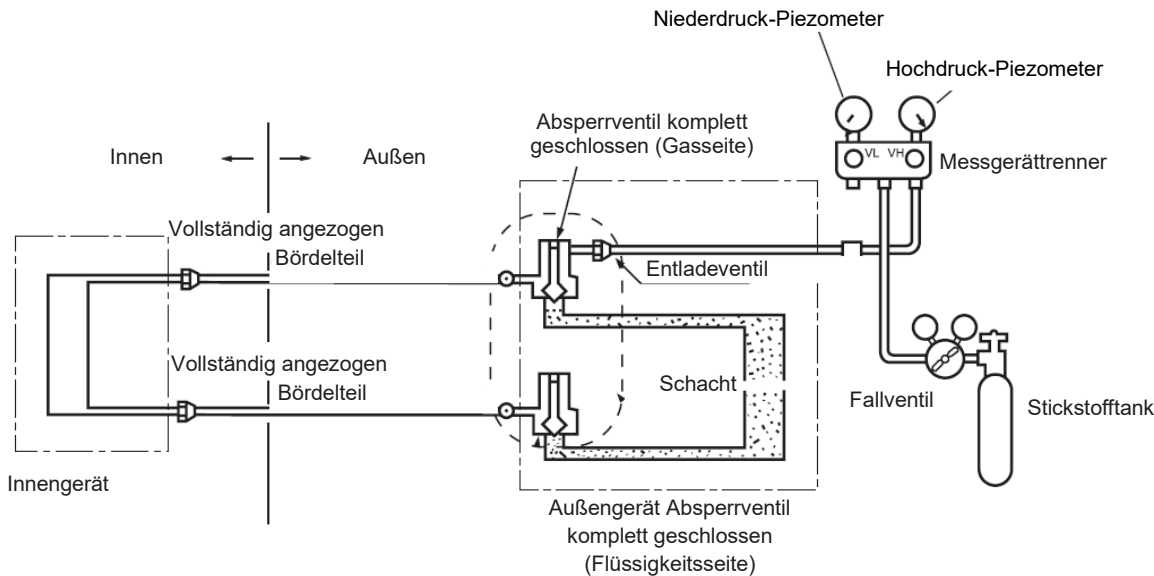 Niederdruck-Piezometer
Hochdruck-Piezometer
Absperrventil komplett
geschlossen (Gasseite)
Innen
Außen
VL VH
Messgerättrenner
Vollständig angezogen
Bördelteil
Entladeventil
Vollständig angezogen
Bördelteil
Schacht
Fallventil
Stickstofftank
Innengerät
Außengerät Absperrventil
komplett geschlossen
(Flüssigkeitsseite)